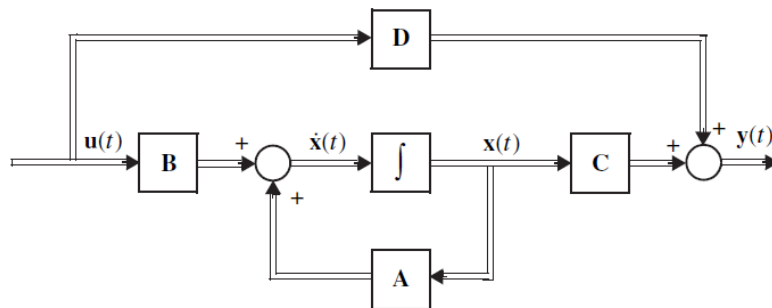 D
u(t) B + ẋ(t) ∫ x(t) C + + y(t)
+
A